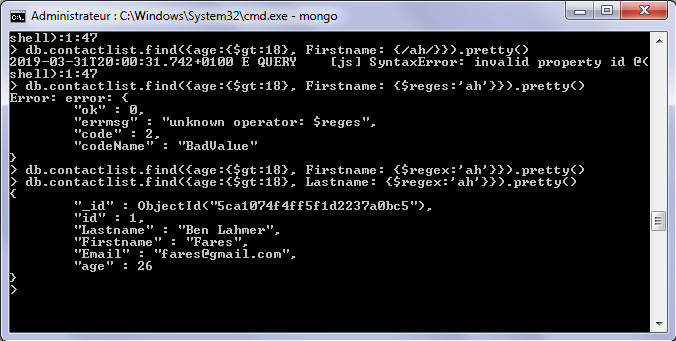 Administrateur : C:\Windows\System32\cmd.exe - mongo
shell):1:47
> db.contactlist.find({age:{$gt:18}, Firstname: {/ah/}}).pretty()
2019-03-31T20:00:31.742+0100 E QUERY    [js] SyntaxError: invalid property id @(
shell):1:47
> db.contactlist.find({age:{$gt:18}, Firstname: {$reges:'ah'}}).pretty()
Error: error: {
        "ok" : 0,
        "errmsg" : "unknown operator: $reges",
        "code" : 2,
        "codeName" : "BadValue"
}
> db.contactlist.find({age:{$gt:18}, Firstname: {$regex:'ah'}}).pretty()
> db.contactlist.find({age:{$gt:18}, Lastname: {$regex:'ah'}}).pretty()
{
        "_id" : ObjectId("5ca1074f4ff5f1d2237a0bc5"),
        "id" : 1,
        "Lastname" : "Ben Lahmer",
        "Firstname" : "Fares",
        "Email" : "fares@gmail.com",
        "age" : 26
}
>